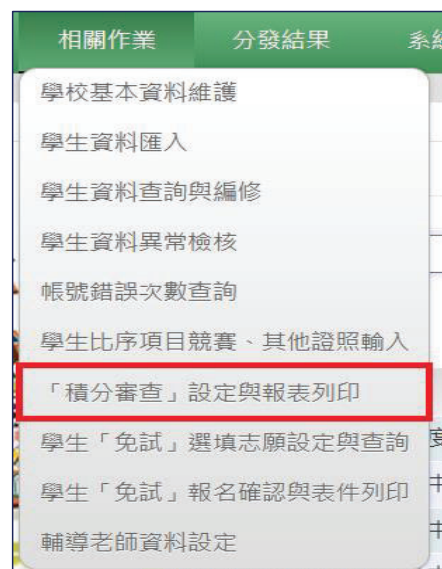 相關作業 分發結果 系統
學校基本資料維護
學生資料匯入
學生資料查詢與編修
學生資料異常檢核
帳號錯誤次數查詢
學生比序項目競賽、其他證照輸入
「積分審查」設定與報表列印
學生「免試」選填志願設定與查詢
學生「免試」報名確認與表件列印
輔導老師資料設定